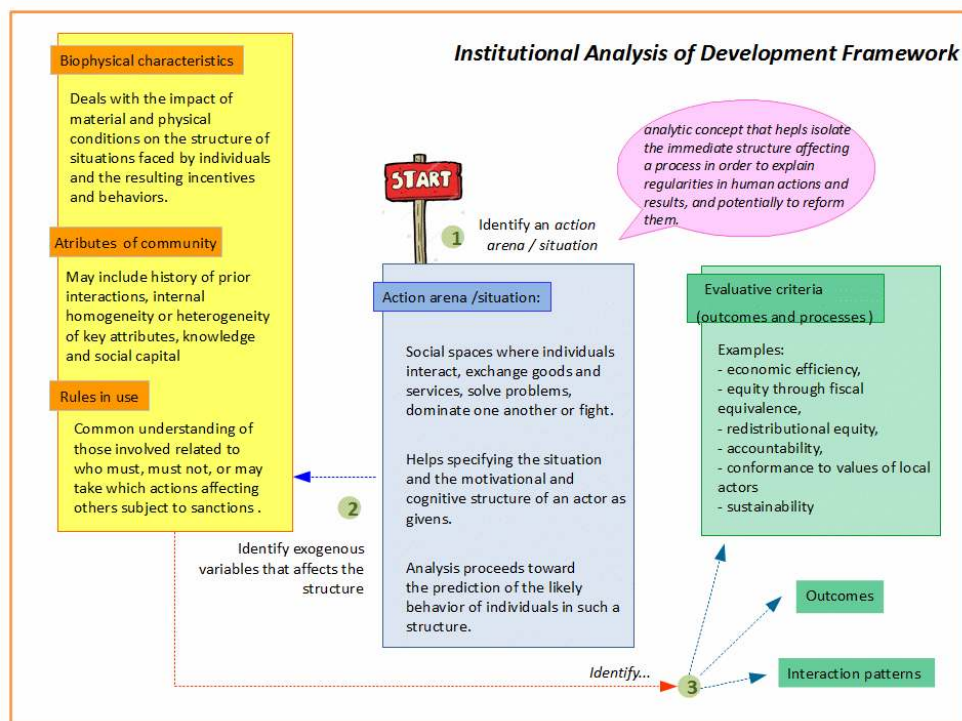 Institutional Analysis of Development Framework
Biophysical characteristics
Deals with the impact of
material and physical
conditions on the structure of
situations faced by individuals
and the resulting incentives
and behaviors.
Atributes of community
May include history of prior
interactions, internal
homogeneity or heterogeneity
of key attributes, knowledge
and social capital
Rules in use
Common understanding of
those involved related to
who must, must not, or may
take which actions affecting
others subject to sanctions .
START
1
Identify an action
arena / situation
analytic concept that hepls isolate
the immediate structure affecting
a process in order to explain
regularities in human actions and
results, and potentially to reform
them.
Action arena /situation:
Social spaces where individuals
interact, exchange goods and
services, solve problems,
dominate one another or fight.
Helps specifying the situation
and the motivational and
cognitive structure of an actor as
givens.
Analysis proceeds toward
the prediction of the likely
behavior of individuals in such a
structure.
2
Identify exogenous
variables that affects the
structure
Evaluative criteria
(outcomes and processes )
Examples:
- economic efficiency,
- equity through fiscal
equivalence,
- redistributional equity,
- accountability,
- conformance to values of local
actors
- sustainability
Identify...
3
Outcomes
Interaction patterns